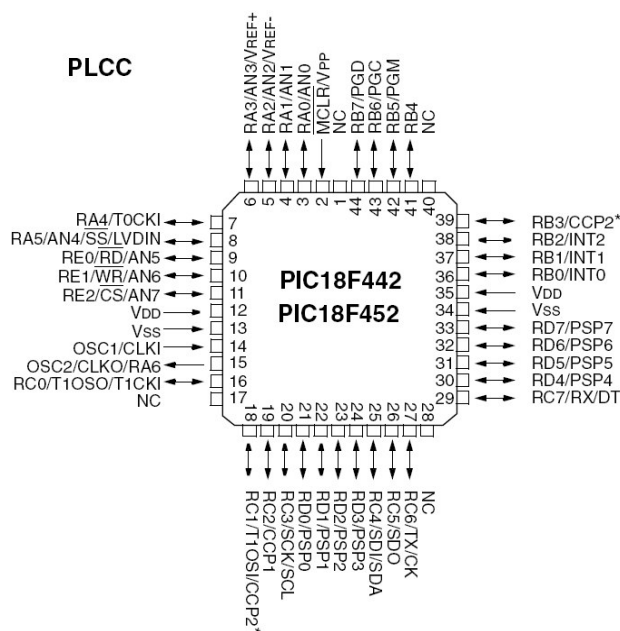 PLCC
RA3/AN3/VREF+
RA2/AN2/VREF-
RA1/AN1
RA0/AN0
MCLR/VPP
NC
RB7/PGD
RB6/PGC
RB5/PGM
RB4
NC
6
5
4
3
2
1
44
43
42
41
40
RA4/T0CKI 7
RA5/AN4/SS/LVDIN 8
RE0/RD/AN5 9
RE1/WR/AN6 10
RE2/CS/AN7 11
VDD 12
VSS 13
OSC1/CLKI 14
OSC2/CLKO/RA6 15
RC0/T1OSO/T1CKI 16
NC 17
PIC18F442
PIC18F452
39 RB3/CCP2*
38 RB2/INT2
37 RB1/INT1
36 RB0/INT0
35 VDD
34 VSS
33 RD7/PSP7
32 RD6/PSP6
31 RD5/PSP5
30 RD4/PSP4
29 RC7/RX/DT
18
19
20
21
22
23
24
25
26
27
28
RC1/T1OSI/CCP2*
RC2/CCP1
RC3/SCK/SCL
RD0/PSP0
RD1/PSP1
RD2/PSP2
RD3/PSP3
RC4/SDI/SDA
RC5/SDO
RC6/TX/CK
NC